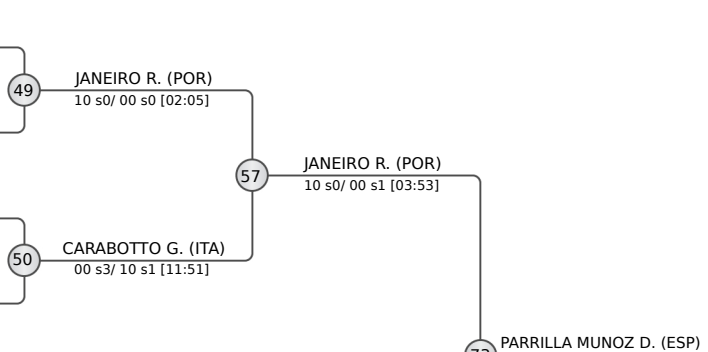 JANEIRO R. (POR)
49
10 s0/ 00 s0 [02:05]
JANEIRO R. (POR)
57
10 s0/ 00 s1 [03:53]
CARABOTTO G. (ITA)
50
00 s3/ 10 s1 [11:51]
PARRILLA MUNOZ D. (ESP)